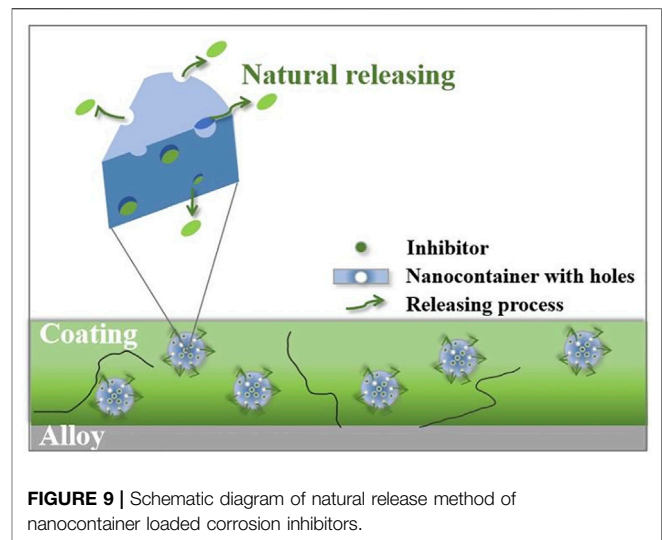 Natural releasing
Inhibitor
Nanocontainer with holes
Releasing process
Coating
Alloy
FIGURE 9 | Schematic diagram of natural release method of
nanocontainer loaded corrosion inhibitors.